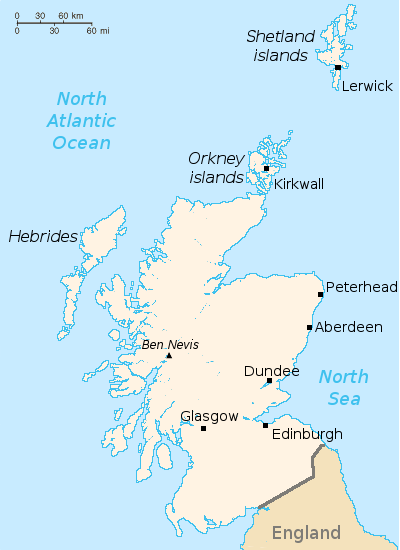 0 30 60 km
0 30 60 mi
Shetland
islands
Lerwick
North
Atlantic
Ocean
Orkney
islands
Kirkwall
Hebrides
Peterhead
Aberdeen
Ben Nevis
Dundee
North
Sea
Glasgow
Edinburgh
England